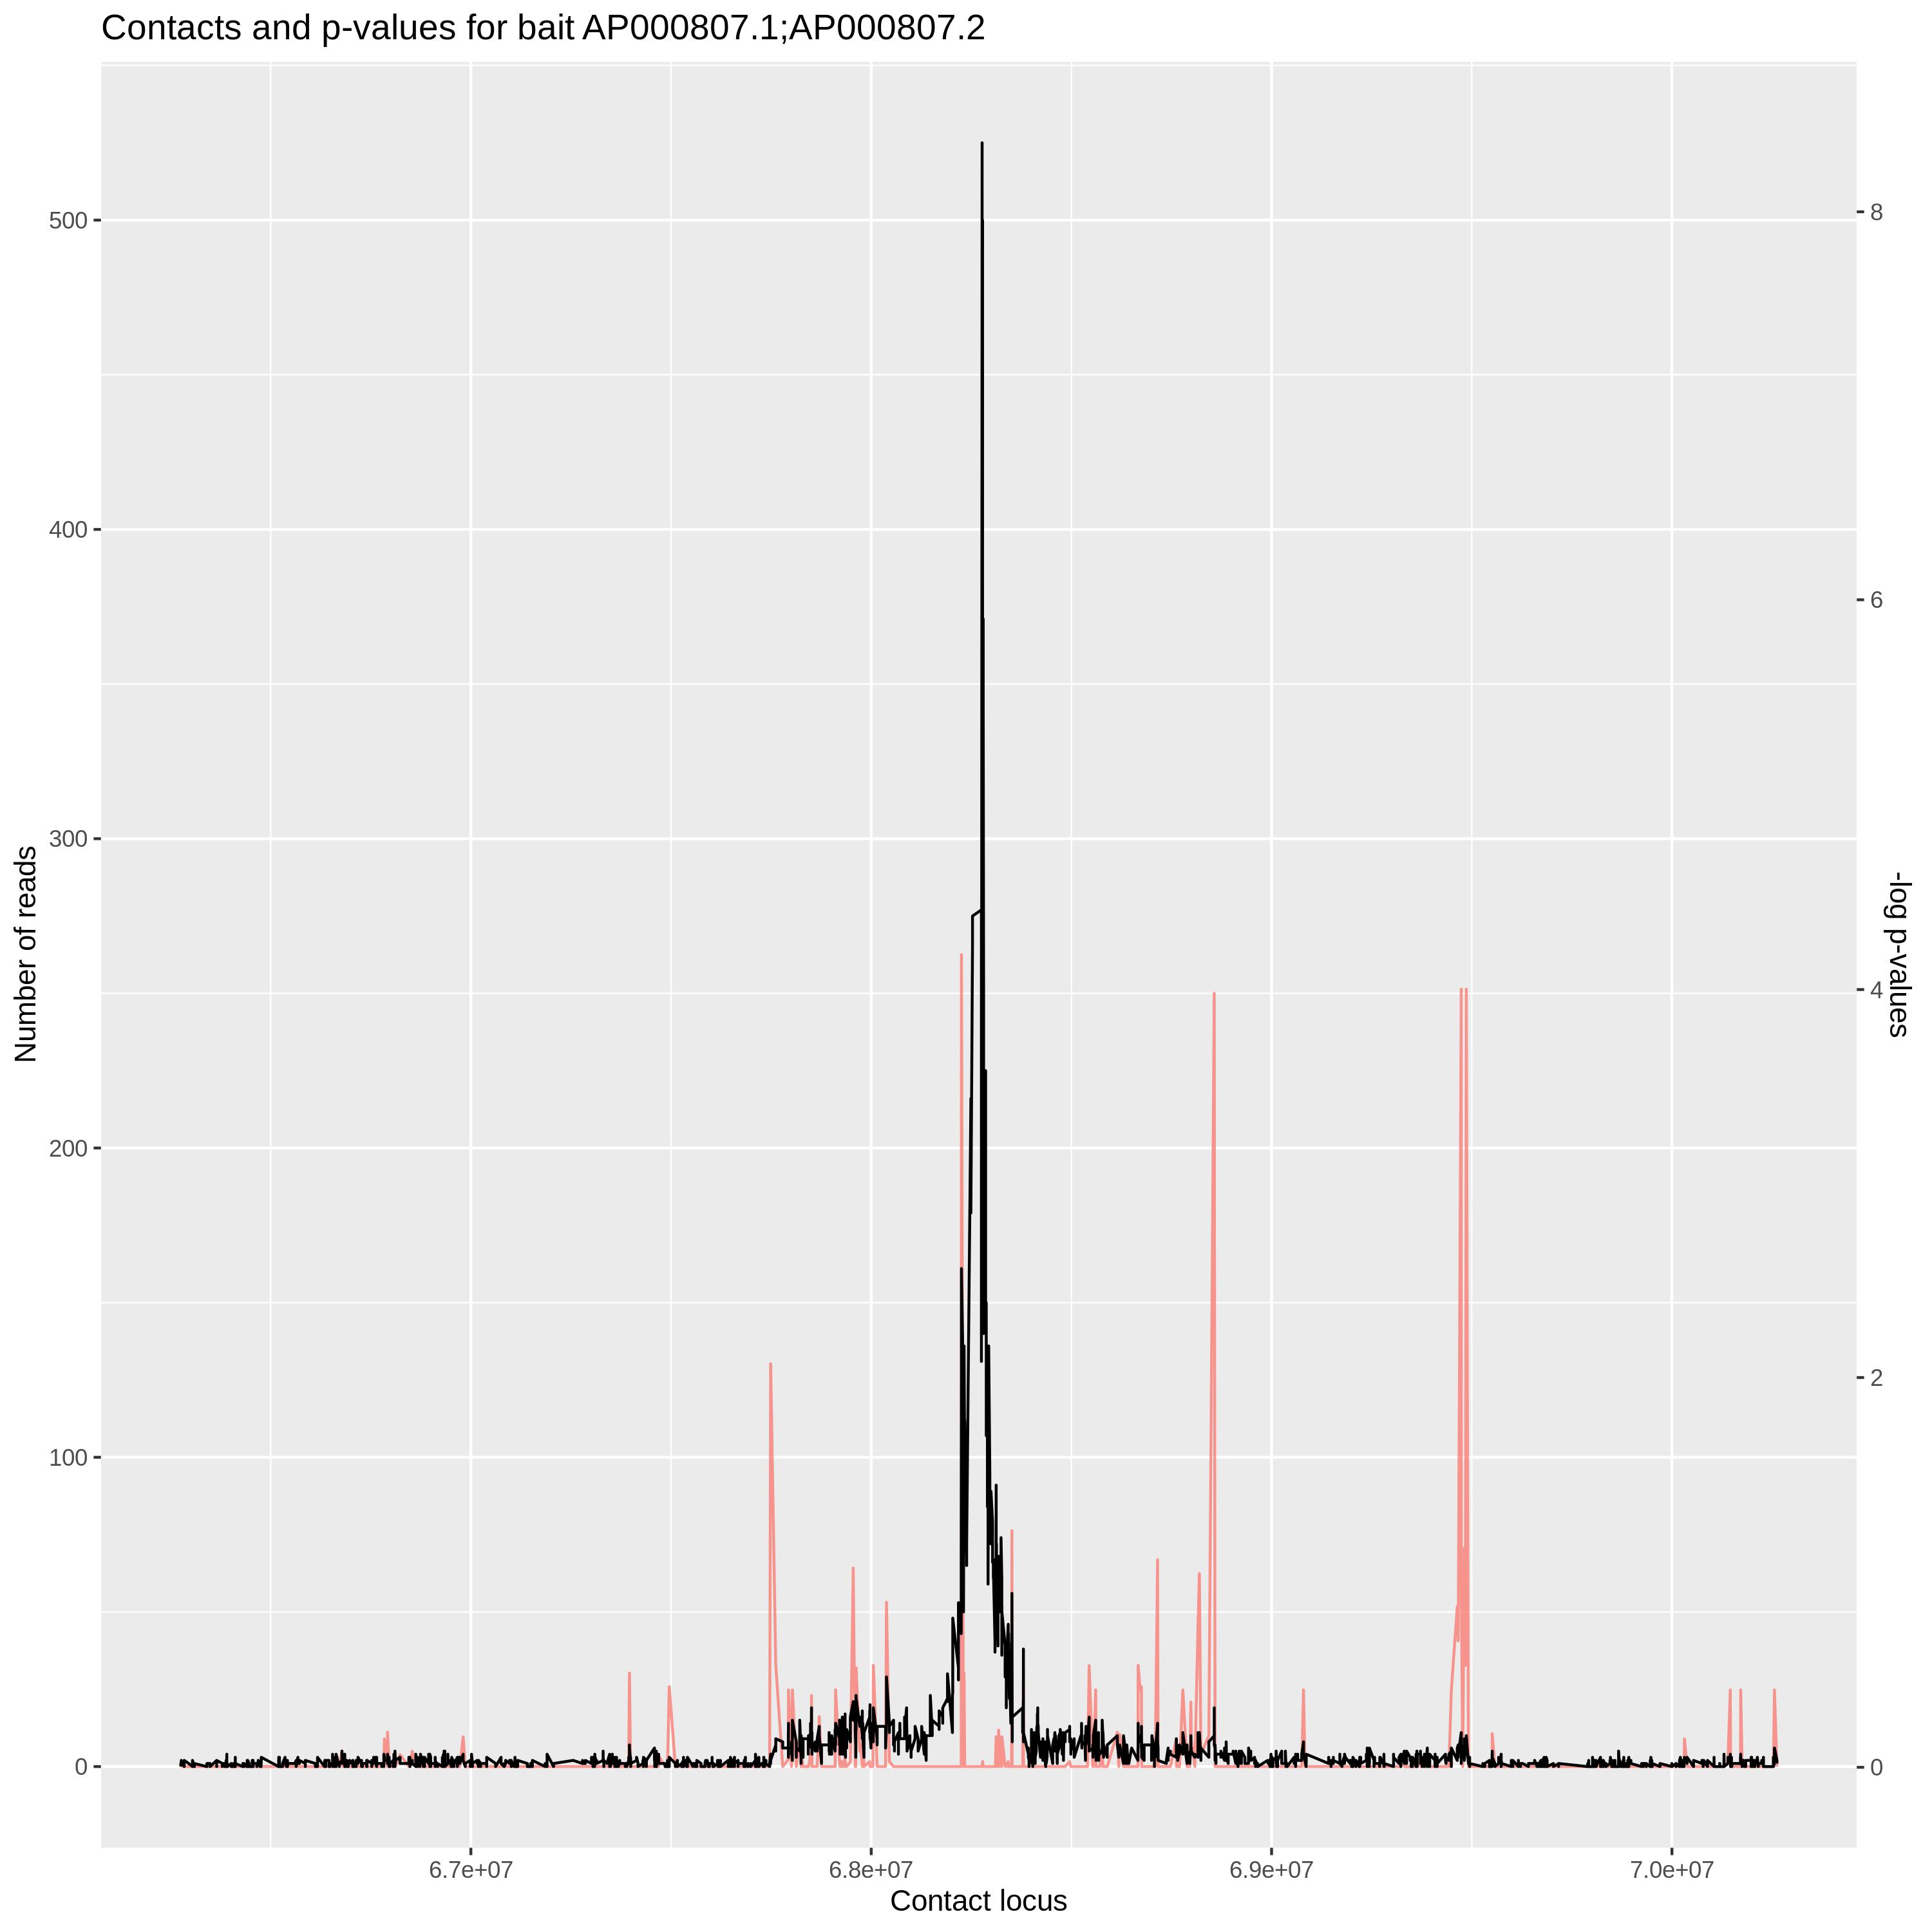 Contacts and p-values for bait AP000807.1;AP000807.2
Number of reads
500
400
300
200
100
0
8
6
4
2
0
-log p-values
6.7e+07 6.8e+07 6.9e+07 7.0e+07
Contact locus